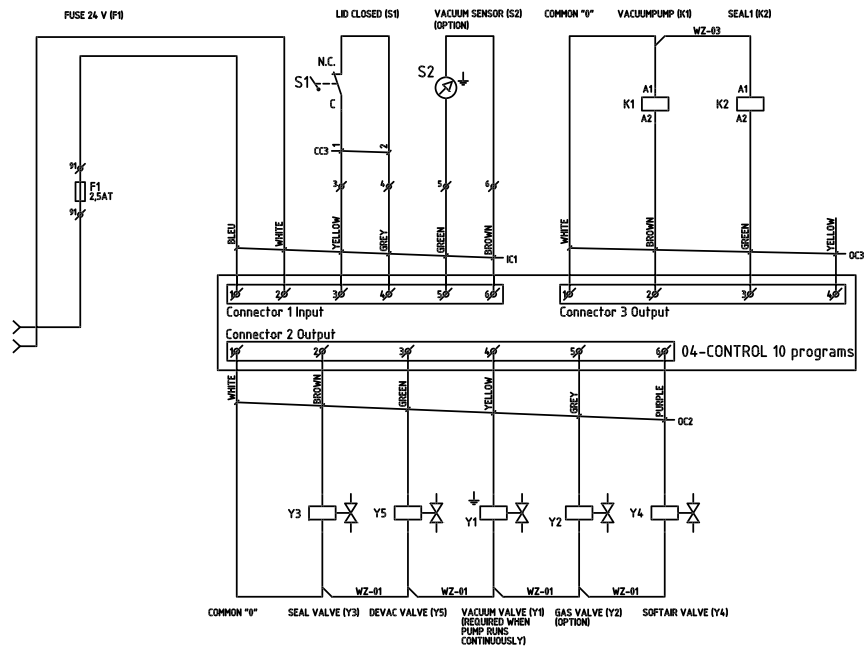 FUSE 24 V (F1)
LID CLOSED (S1)
VACUUM SENSOR (S2)
(OPTION)
COMMON "0"
VACUUMPUMP (K1)
SEAL1 (K2)
WZ-03
N.C.
S1
C
S2
A1
K1
A2
A1
K2
A2
CC3
1
2
91
F1
2,5AT
91
3
4
5
6
BLEU
WHITE
YELLOW
GREY
GREEN
BROWN
IC1
WHITE
BROWN
GREEN
YELLOW
OC3
1
2
3
4
5
6
1
2
3
4
Connector 1 Input
Connector 3 Output
Connector 2 Output
1
2
3
4
5
6
04-CONTROL 10 programs
WHITE
BROWN
GREEN
YELLOW
GREY
PURPLE
OC2
Y3
Y5
Y1
Y2
Y4
WZ-01
WZ-01
WZ-01
WZ-01
COMMON "0"
SEAL VALVE (Y3)
DEVAC VALVE (Y5)
VACUUM VALVE (Y1)
(REQUIRED WHEN
PUMP RUNS
CONTINUOUSLY)
GAS VALVE (Y2)
(OPTION)
SOFTAIR VALVE (Y4)